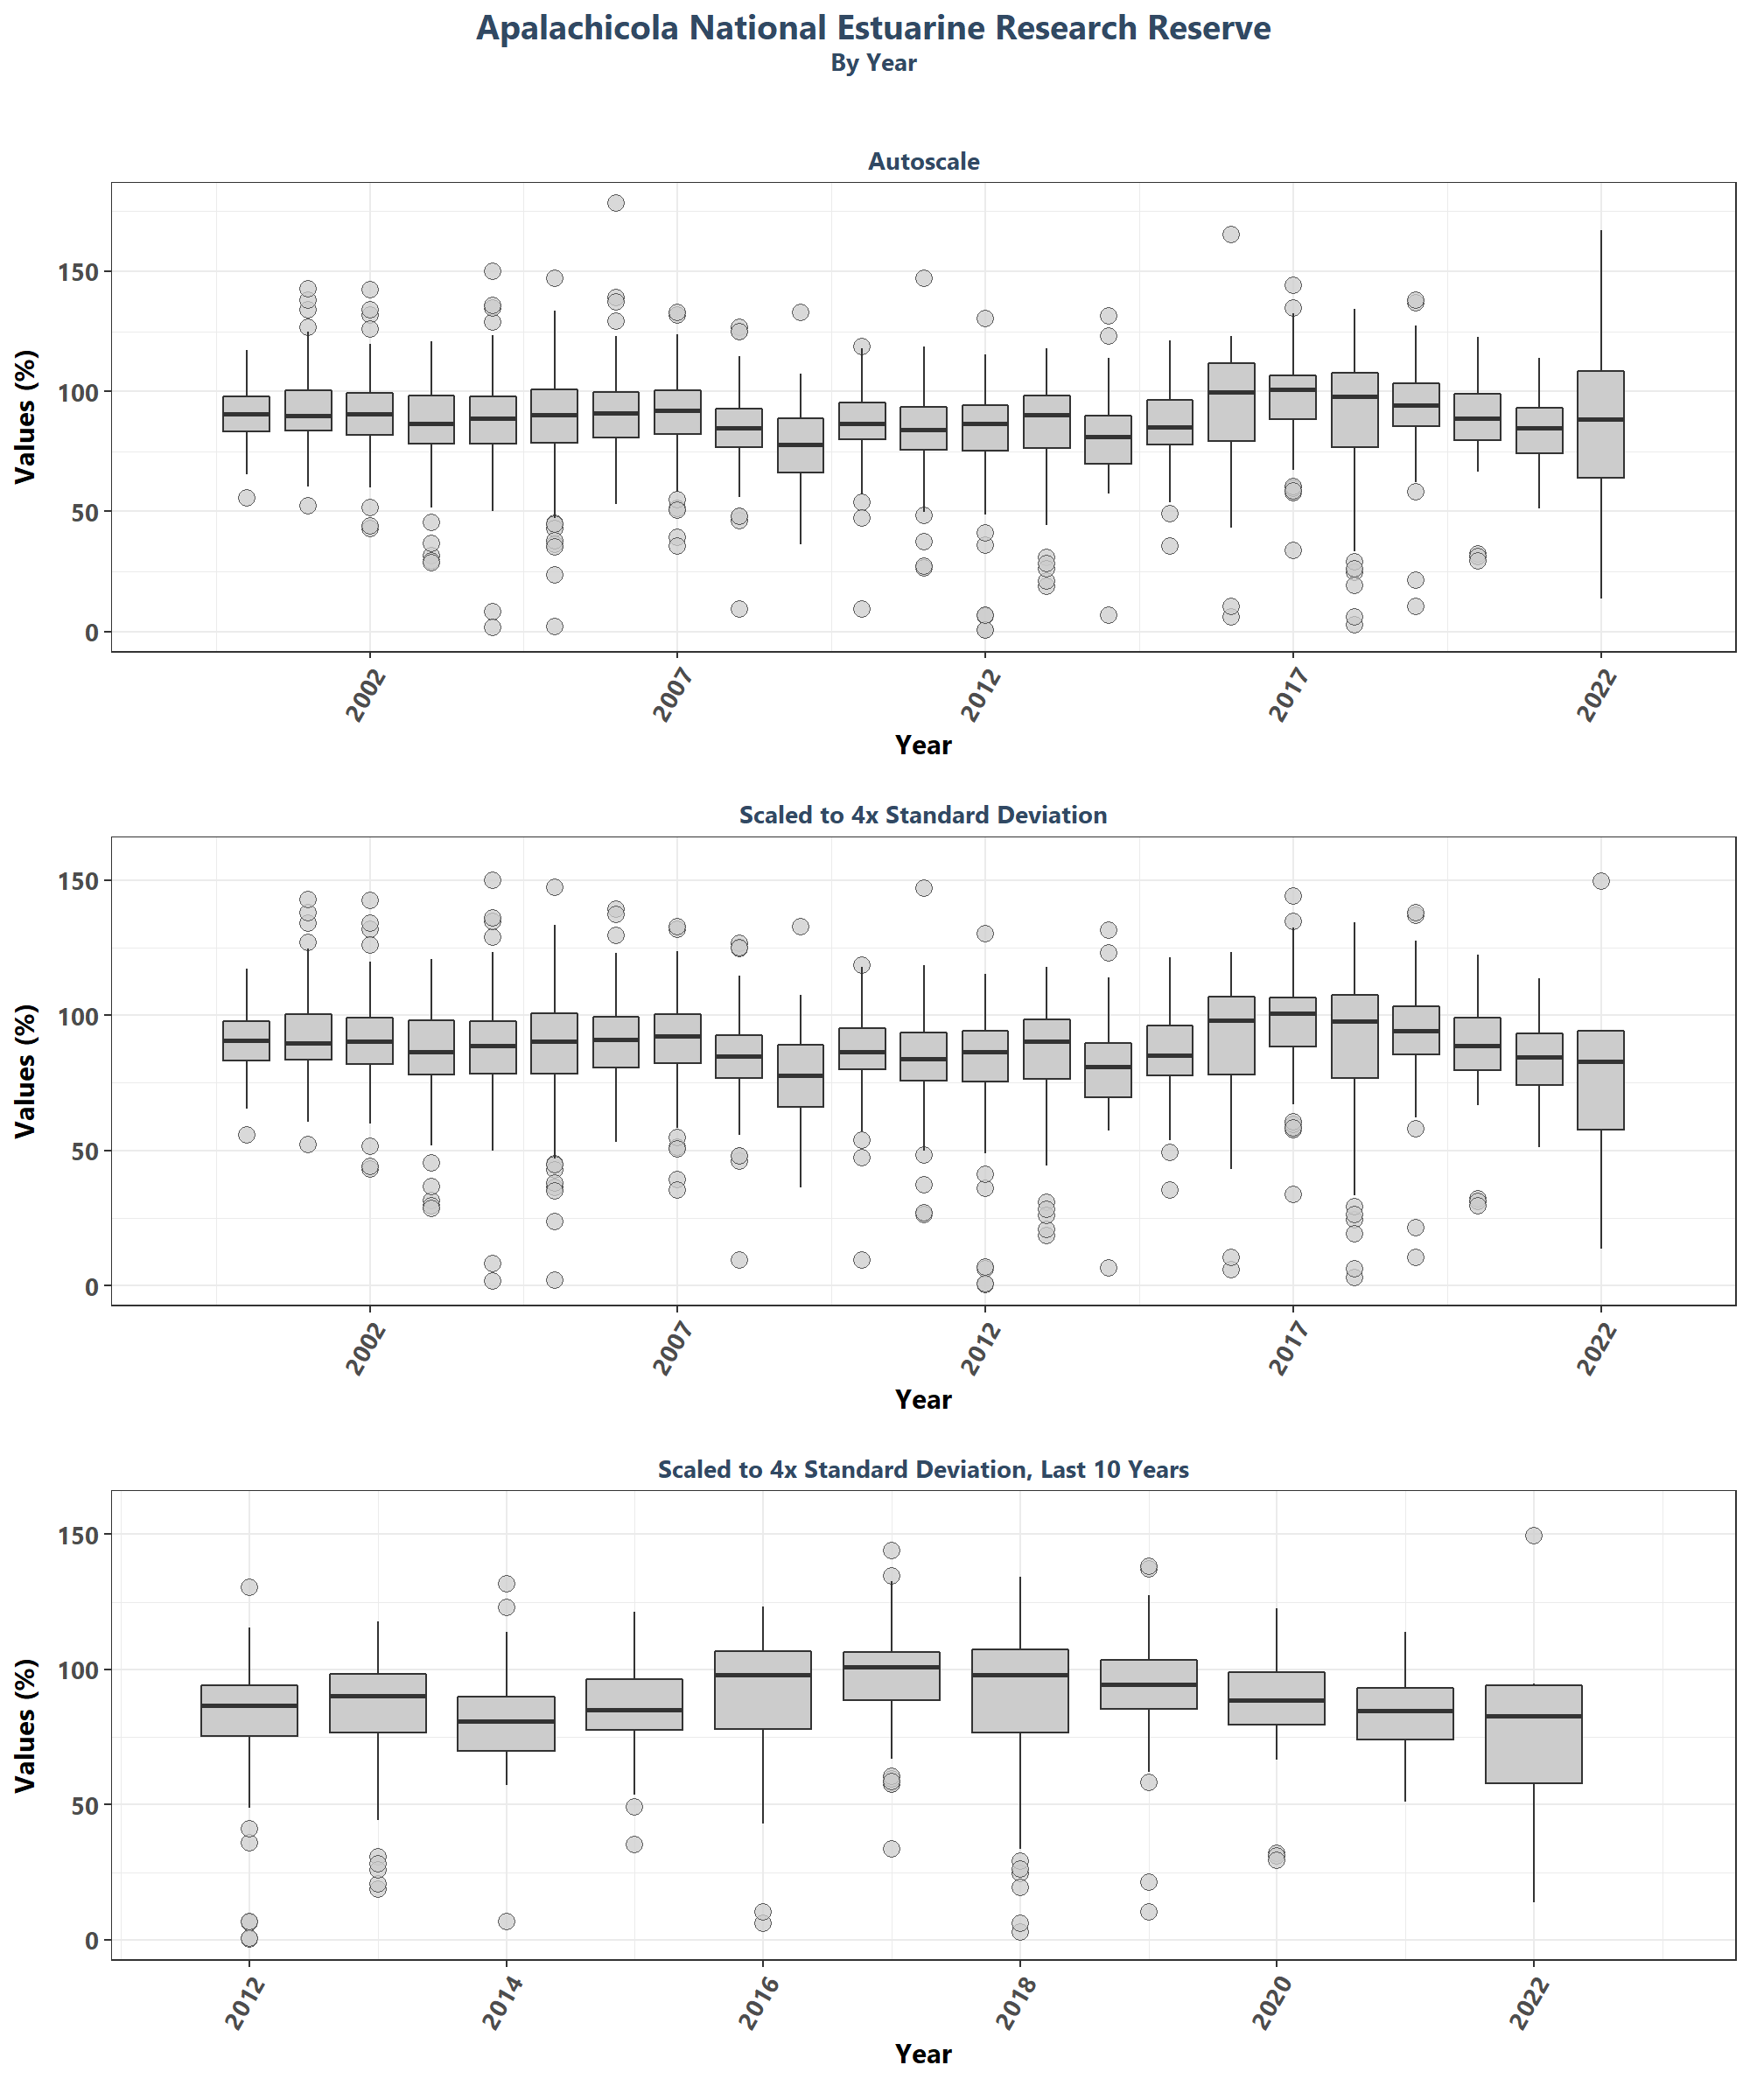 Apalachicola National Estuarine Research Reserve
By Year
Autoscale
Values (%)
150
100
50
0
2002
2007
2012
2017
2022
Year
Scaled to 4x Standard Deviation
Values (%)
150
100
50
0
2002
2007
2012
2017
2022
Year
Scaled to 4x Standard Deviation, Last 10 Years
Values (%)
150
100
50
0
2012
2014
2016
2018
2020
2022
Year